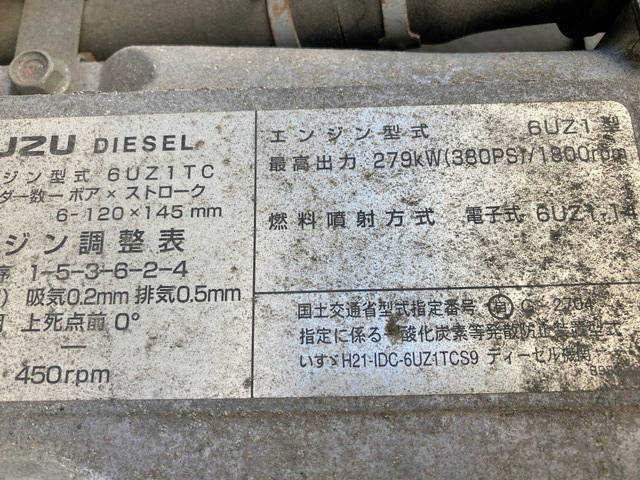 UZU DIESEL
ジン型式 6UZ1TC
ダー数ーボア×ストローク
6-120×145mm
ジン調整表
序 1-5-3-6-2-4
) 吸気0.2mm 排気0.5mm
上死点前 0°
—
450rpm
エンジン型式 6UZ1型
最高出力 279kW(380PS)/1800rpm
燃料噴射方式 電子式 6UZ1-14
国土交通省型式指定番号 指 C-2704
指定に係る一酸化炭素等発散防止装置型式
いすゞH21-IDC-6UZ1TCS9 ディーゼル機関